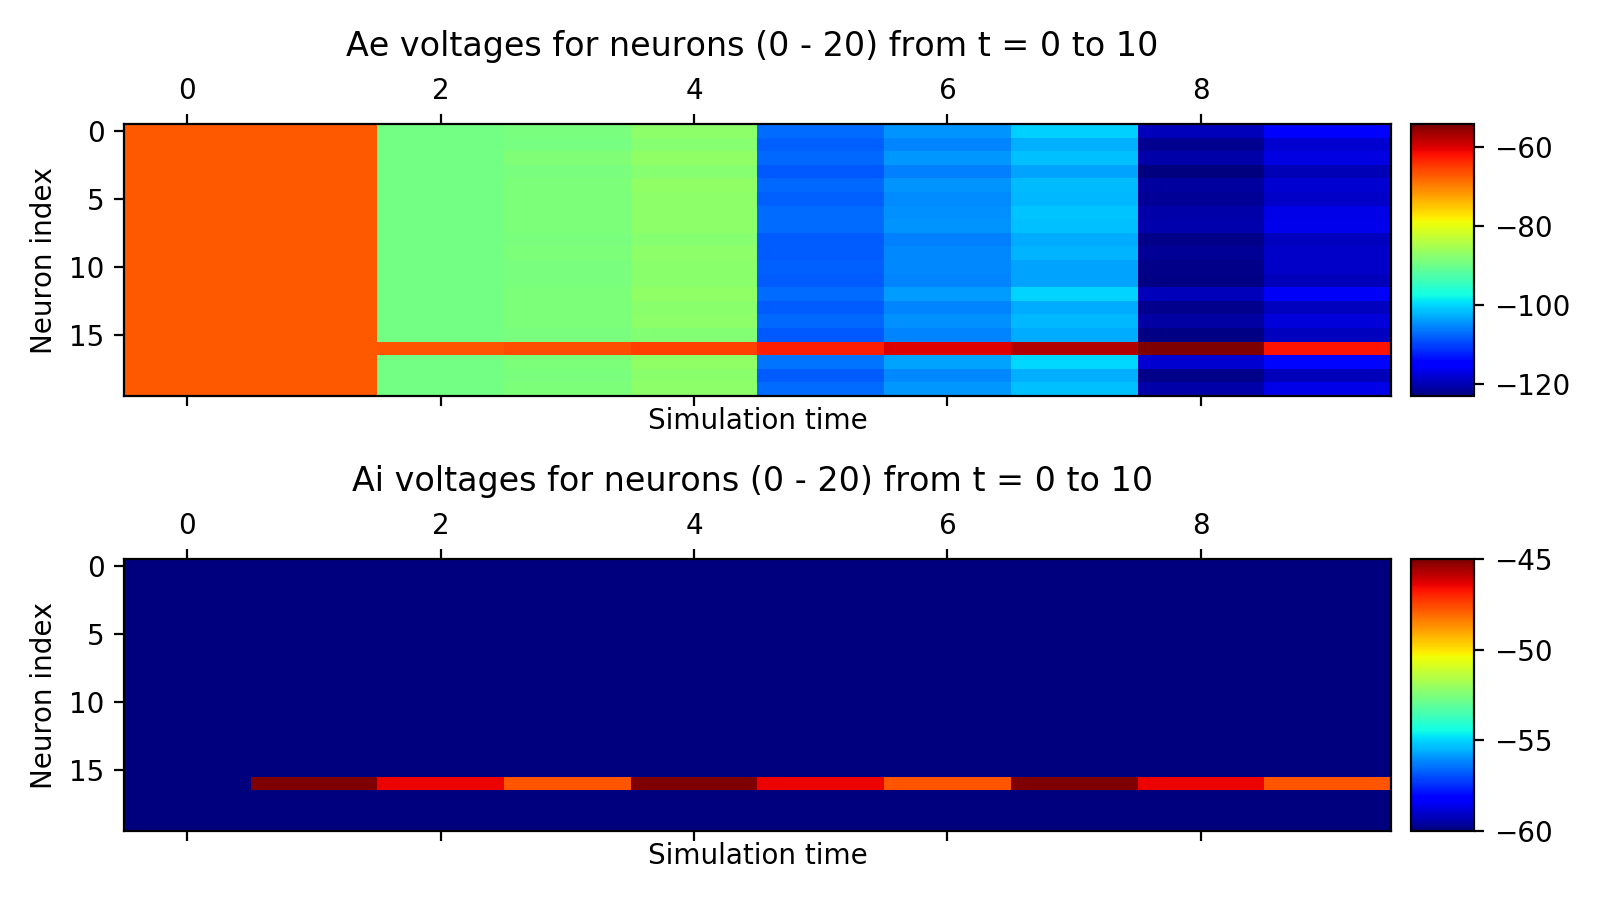 Ae voltages for neurons (0 - 20) from t = 0 to 10
0 2 4 6 8
Neuron index
0
5
10
15
−60
−80
−100
−120
Simulation time
Ai voltages for neurons (0 - 20) from t = 0 to 10
0 2 4 6 8
Neuron index
0
5
10
15
−45
−50
−55
−60
Simulation time